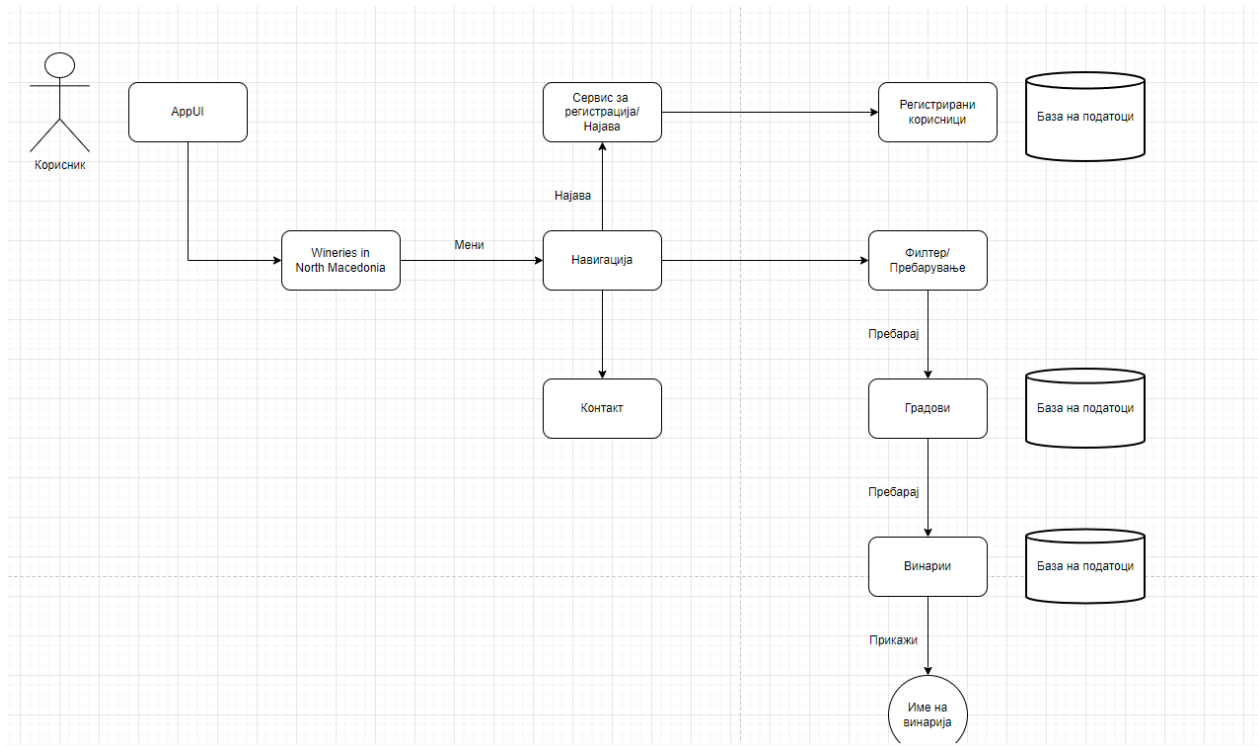 AppUI
Сервис за
регистрација/
Најава
Регистрирани
корисници
База на податоци
Корисник
Најава
Wineries in
North Macedonia
Мени
Навигација
Филтер/
Пребарување
Пребарај
Контакт
Градови
База на податоци
Пребарај
Винарии
База на податоци
Прикажи
Име на
винарија